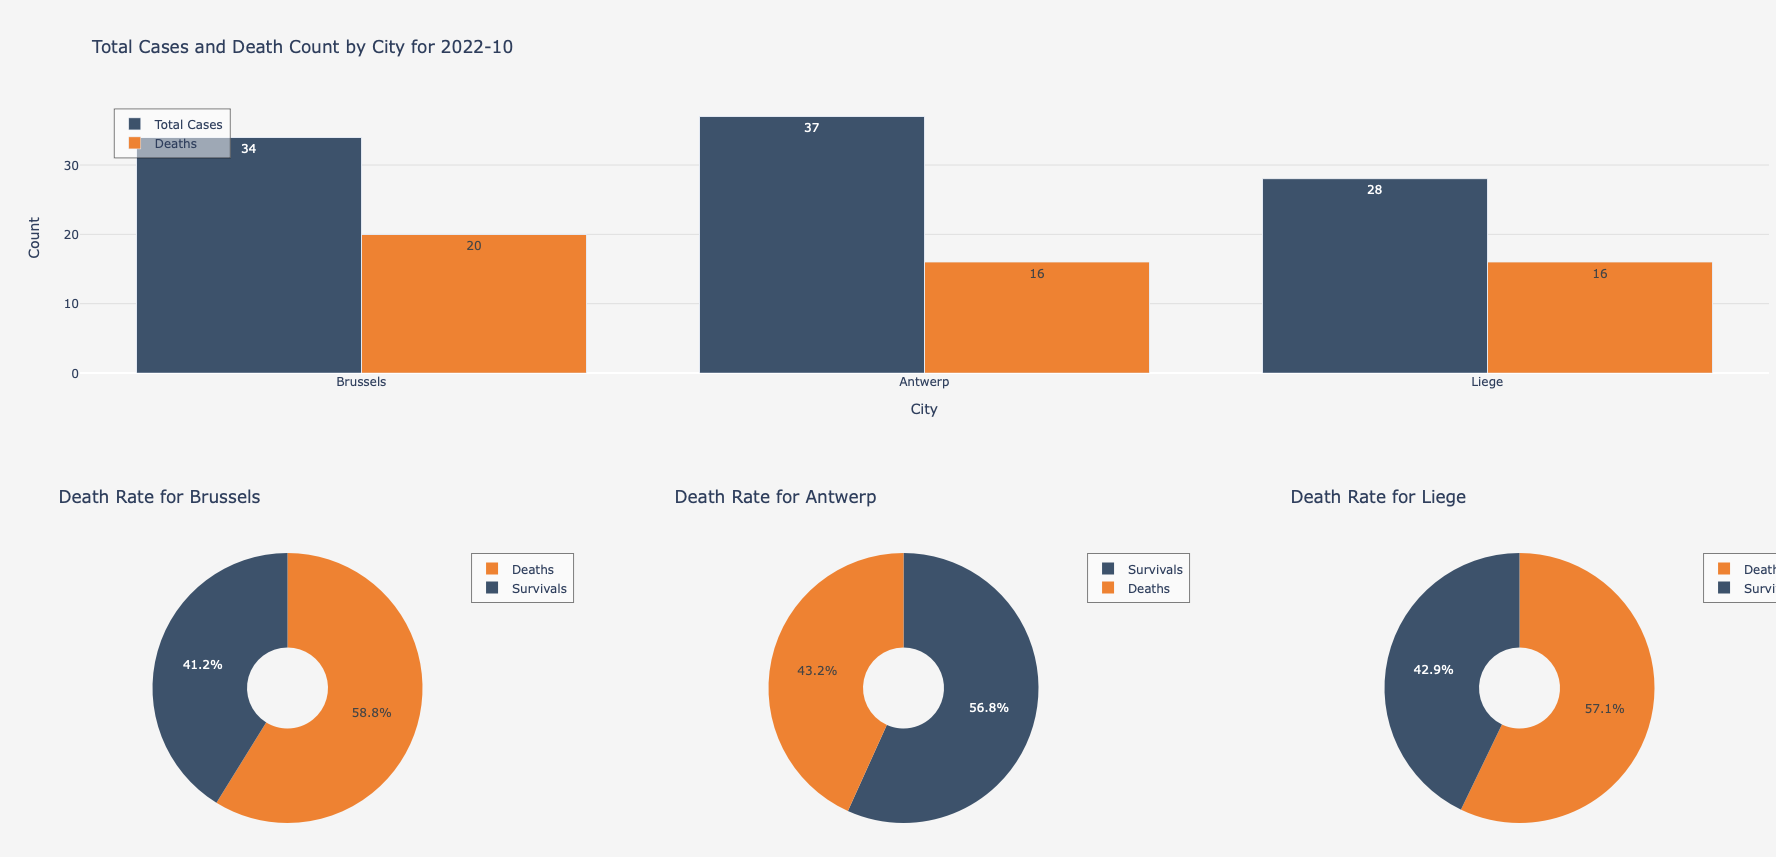 Total Cases and Death Count by City for 2022-10
Total Cases
Deaths
34
20
37
16
28
16
30
20
10
0
Count
Brussels
Antwerp
Liege
City
Death Rate for Brussels
Death Rate for Antwerp
Death Rate for Liege
Deaths
Survivals
41.2%
58.8%
Survivals
Deaths
43.2%
56.8%
Death
Survi
42.9%
57.1%